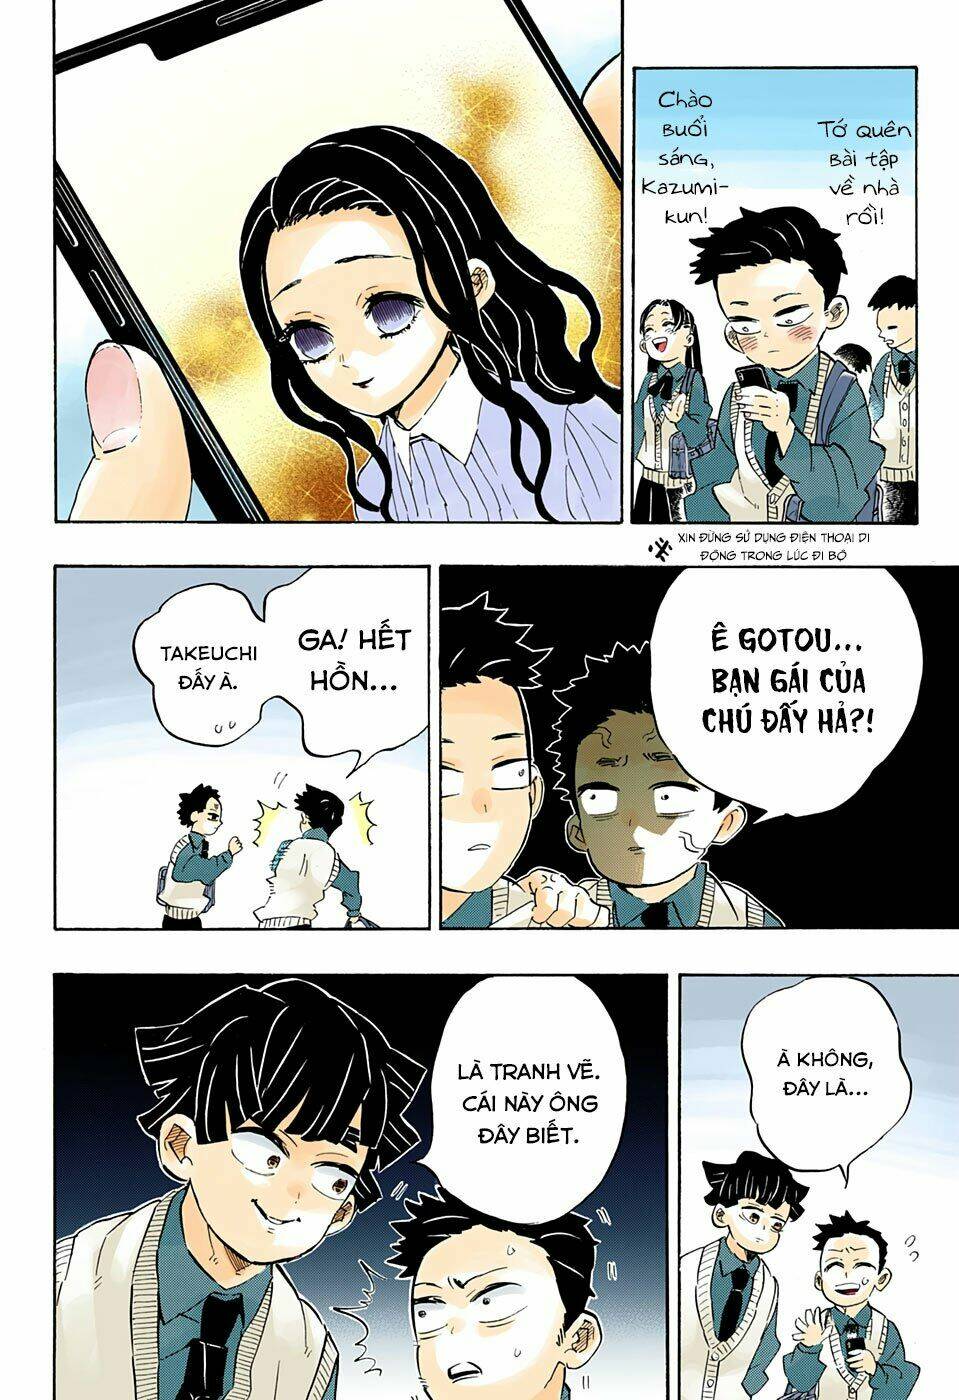 Tớ quên
bài tập
về nhà
rồi!
Chào
buổi
sáng,
Kazumi-
kun!
XIN ĐỪNG SỬ DỤNG ĐIỆN THOẠI DI
ĐỘNG TRONG LÚC ĐI BỘ
Ê GOTOU...
BẠN GÁI CỦA
CHÚ ĐẤY HẢ?!
GA! HẾT
HỒN...
TAKEUCHI
ĐẤY À.
À KHÔNG,
ĐÂY LÀ...
LÀ TRANH VẼ.
CÁI NÀY ÔNG
ĐÂY BIẾT.